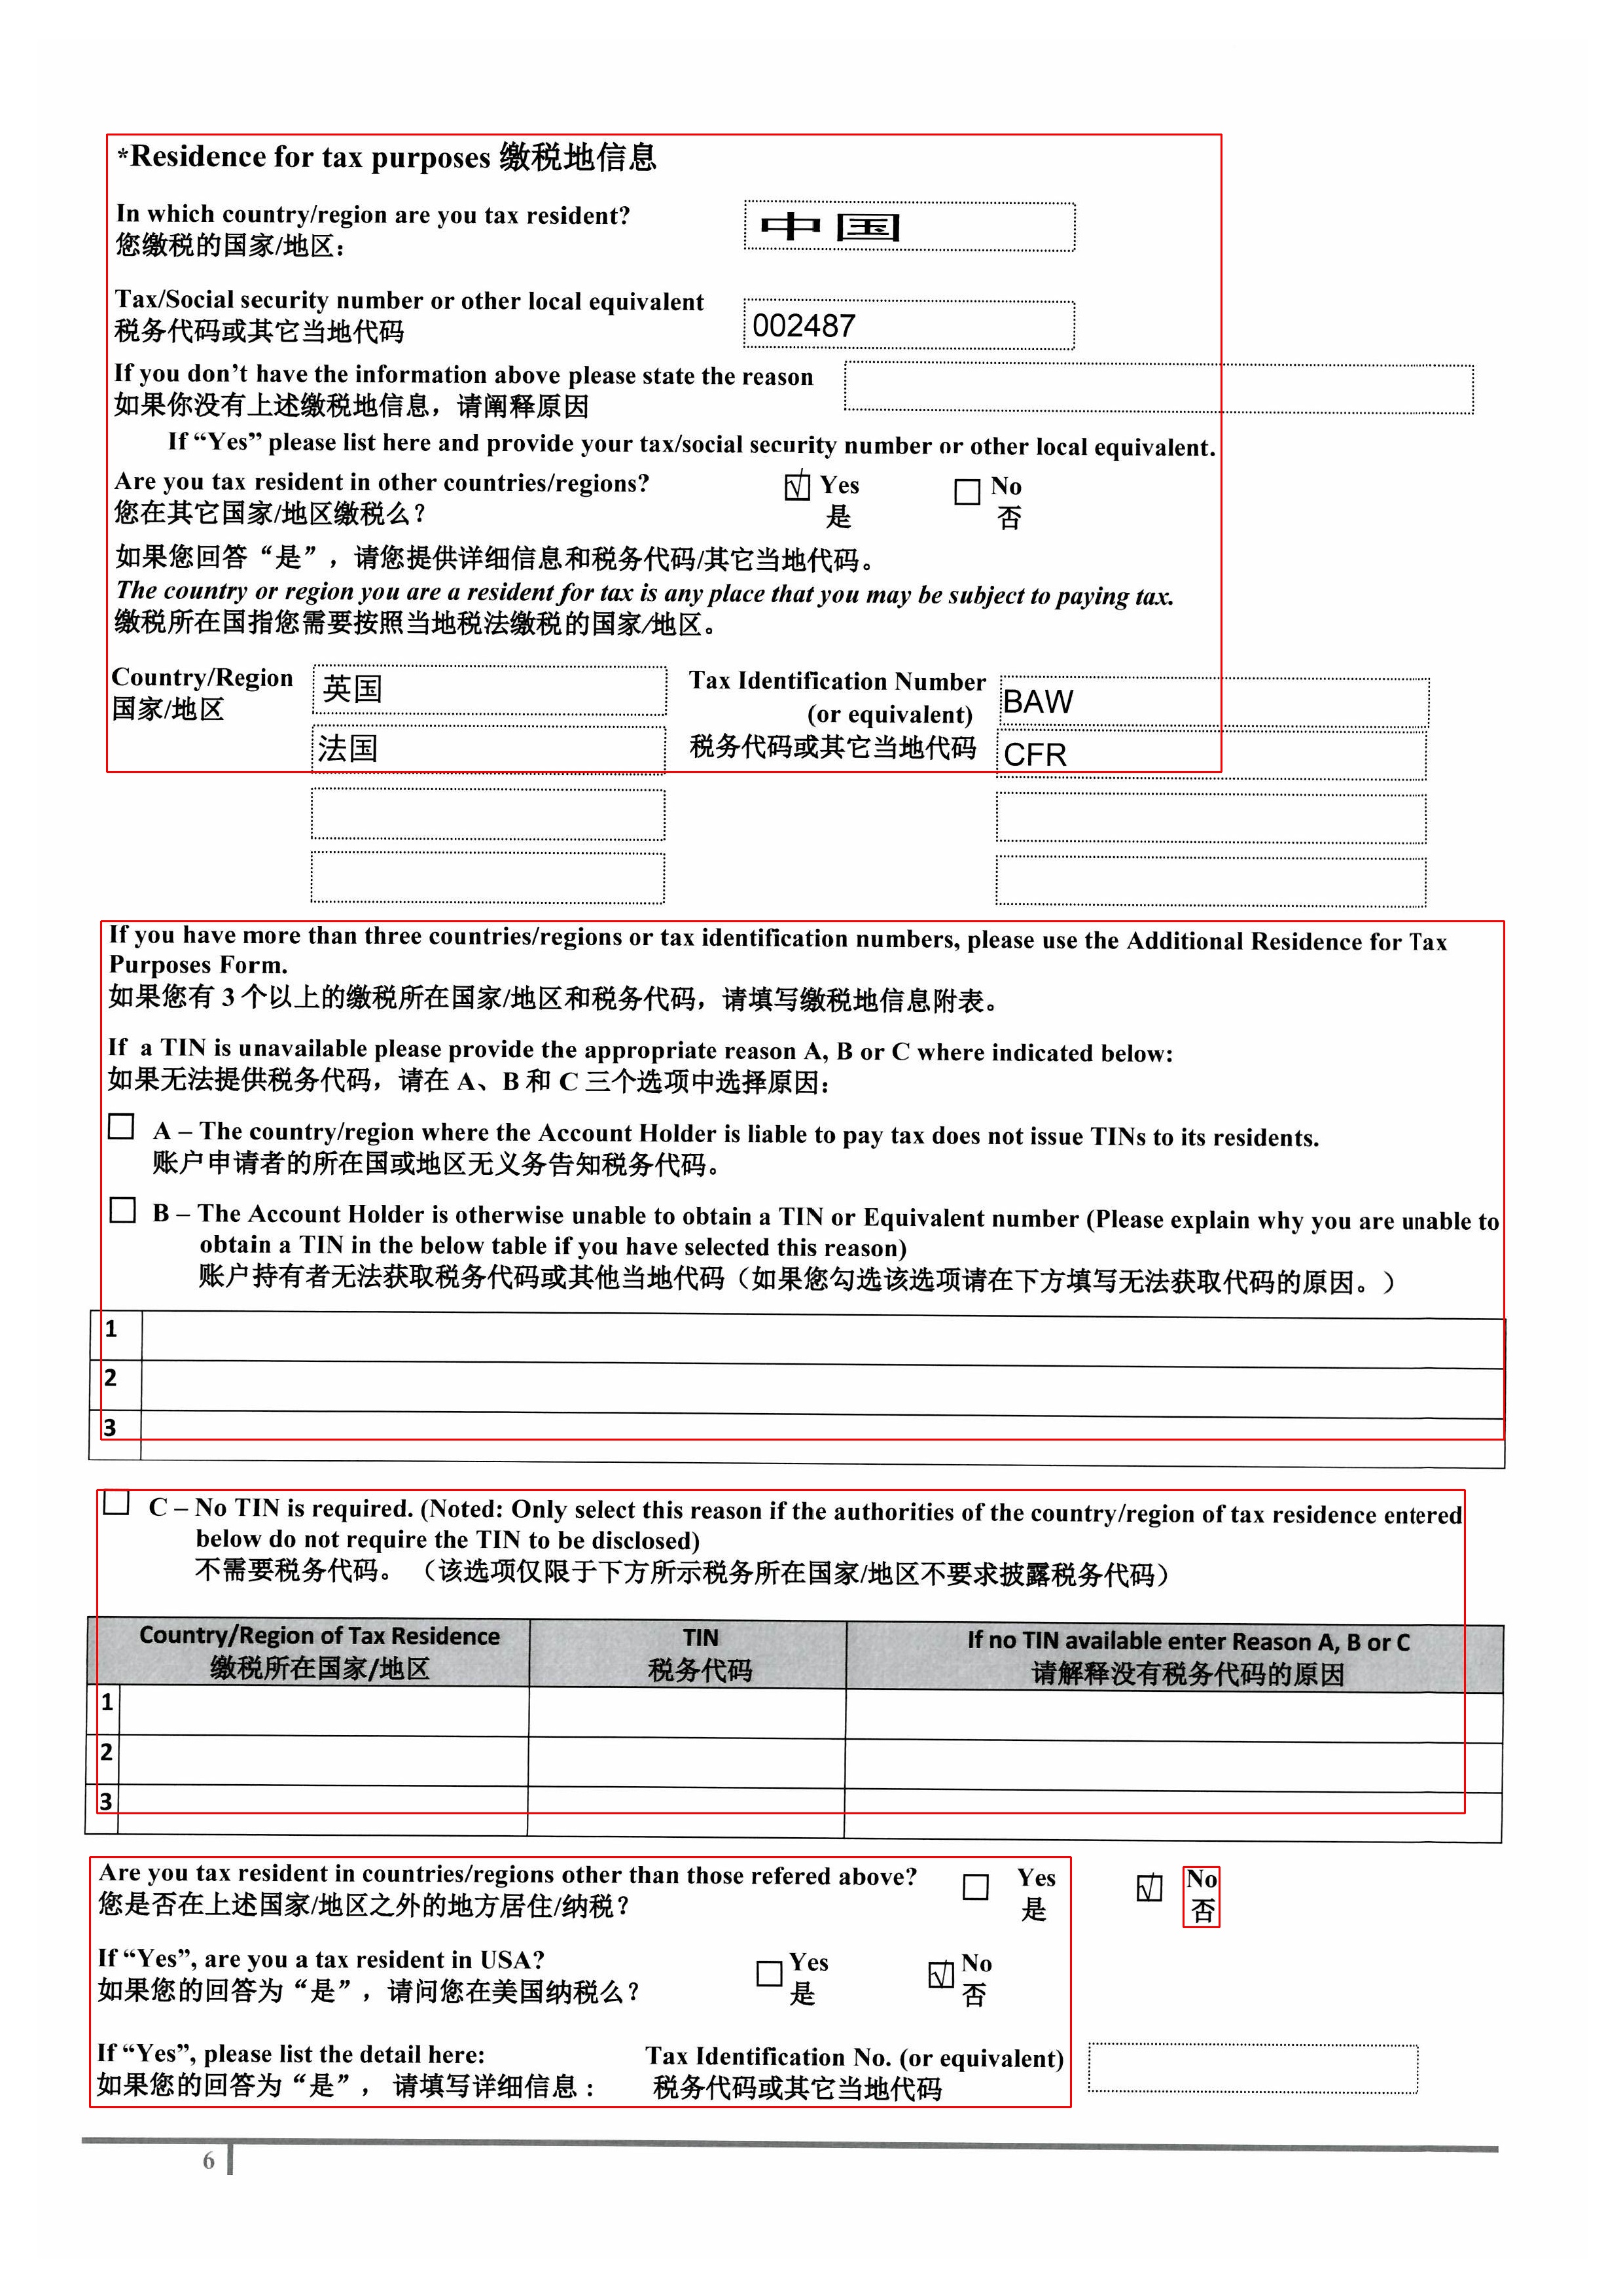 *Residence for tax purposes 缴税地信息
In which country/region are you tax resident?
您缴税的国家/地区：
中国
Tax/Social security number or other local equivalent
税务代码或其它当地代码
002487
If you don’t have the information above please state the reason
如果你没有上述缴税地信息，请阐释原因
If “Yes” please list here and provide your tax/social security number or other local equivalent.
Are you tax resident in other countries/regions? √ Yes No
您在其它国家/地区缴税么？ 是 否
如果您回答“是”，请您提供详细信息和税务代码/其它当地代码。
The country or region you are a resident for tax is any place that you may be subject to paying tax.
缴税所在国指您需要按照当地税法缴税的国家/地区。
Country/Region 英国 Tax Identification Number BAW
国家/地区 (or equivalent)
法国 税务代码或其它当地代码 CFR
If you have more than three countries/regions or tax identification numbers, please use the Additional Residence for Tax
Purposes Form.
如果您有 3 个以上的缴税所在国家/地区和税务代码，请填写缴税地信息附表。
If a TIN is unavailable please provide the appropriate reason A, B or C where indicated below:
如果无法提供税务代码，请在 A、B 和 C 三个选项中选择原因：
A – The country/region where the Account Holder is liable to pay tax does not issue TINs to its residents.
账户申请者的所在国或地区无义务告知税务代码。
B – The Account Holder is otherwise unable to obtain a TIN or Equivalent number (Please explain why you are unable to
obtain a TIN in the below table if you have selected this reason)
账户持有者无法获取税务代码或其他当地代码（如果您勾选该选项请在下方填写无法获取代码的原因。）
1
2
3
C – No TIN is required. (Noted: Only select this reason if the authorities of the country/region of tax residence entered
below do not require the TIN to be disclosed)
不需要税务代码。（该选项仅限于下方所示税务所在国家/地区不要求披露税务代码）
Country/Region of Tax Residence TIN If no TIN available enter Reason A, B or C
缴税所在国家/地区 税务代码 请解释没有税务代码的原因
1
2
3
Are you tax resident in countries/regions other than those refered above? Yes √ No
您是否在上述国家/地区之外的地方居住/纳税？ 是 否
If “Yes”, are you a tax resident in USA? Yes √ No
如果您的回答为“是”，请问您在美国纳税么？ 是 否
If “Yes”, please list the detail here: Tax Identification No. (or equivalent)
如果您的回答为“是”， 请填写详细信息： 税务代码或其它当地代码
6